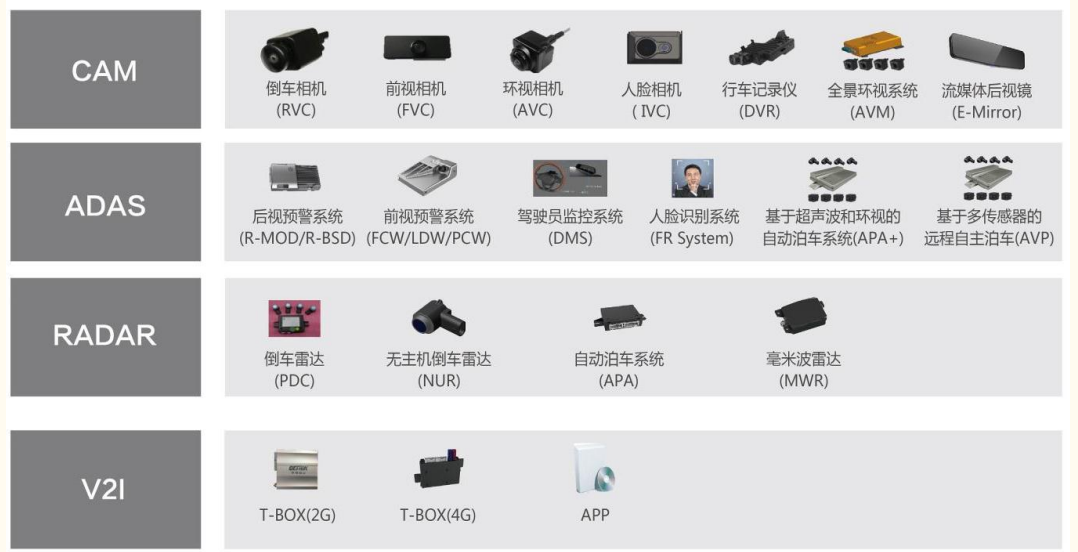 CAM
倒车相机
(RVC)
前视相机
(FVC)
环视相机
(AVC)
人脸相机
( IVC)
行车记录仪
(DVR)
全景环视系统
(AVM)
流媒体后视镜
(E-Mirror)
ADAS
后视预警系统
(R-MOD/R-BSD)
前视预警系统
(FCW/LDW/PCW)
驾驶员监控系统
(DMS)
人脸识别系统
(FR System)
基于超声波和环视的
自动泊车系统(APA+)
基于多传感器的
远程自主泊车(AVP)
RADAR
倒车雷达
(PDC)
无主机倒车雷达
(NUR)
自动泊车系统
(APA)
毫米波雷达
(MWR)
V2I
T-BOX(2G)
T-BOX(4G)
APP